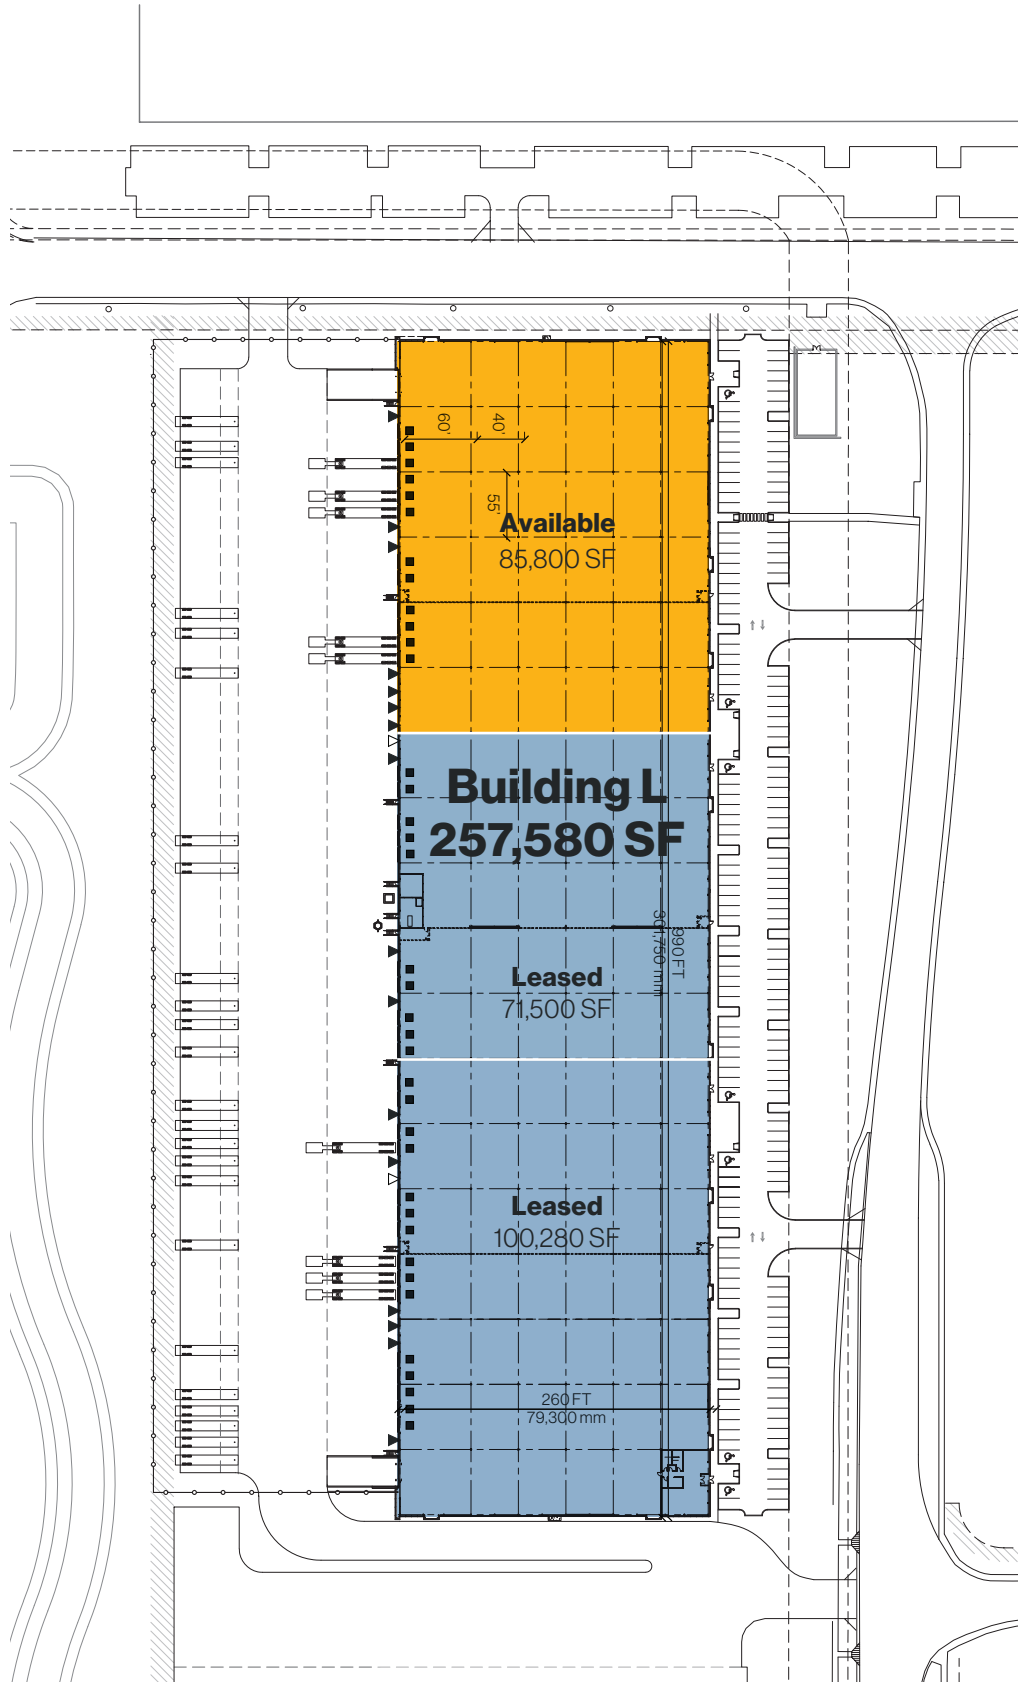 60'
40'
55'
Available
85,800 SF
Building L
257,580 SF
990 FT
301,750 mm
Leased
71,500 SF
Leased
100,280 SF
260 FT
79,300 mm